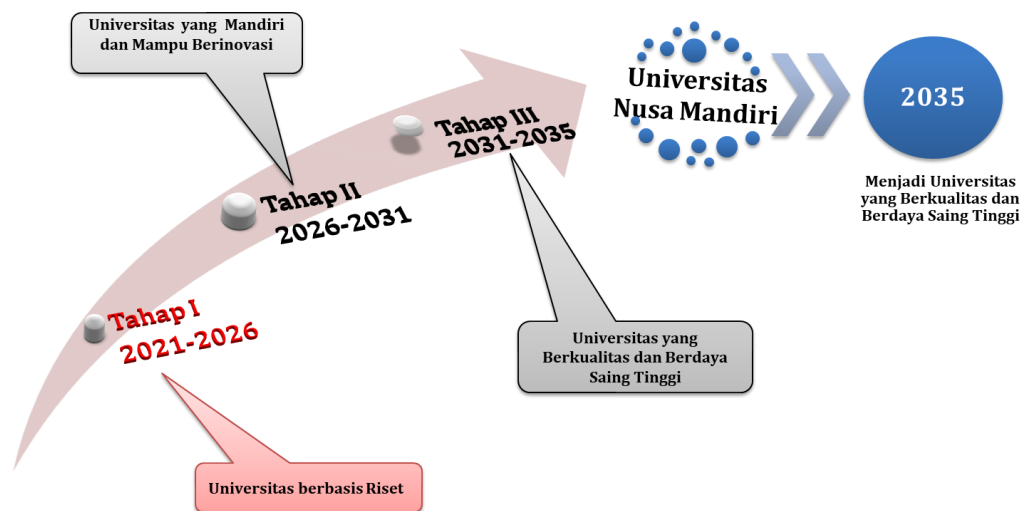 Universitas yang Mandiri
dan Mampu Berinovasi
Universitas
Nusa Mandiri
2035
Menjadi Universitas
yang Berkualitas dan
Berdaya Saing Tinggi
Tahap III
2031-2035
Tahap II
2026-2031
Tahap I
2021-2026
Universitas yang
Berkualitas dan Berdaya
Saing Tinggi
Universitas berbasis Riset